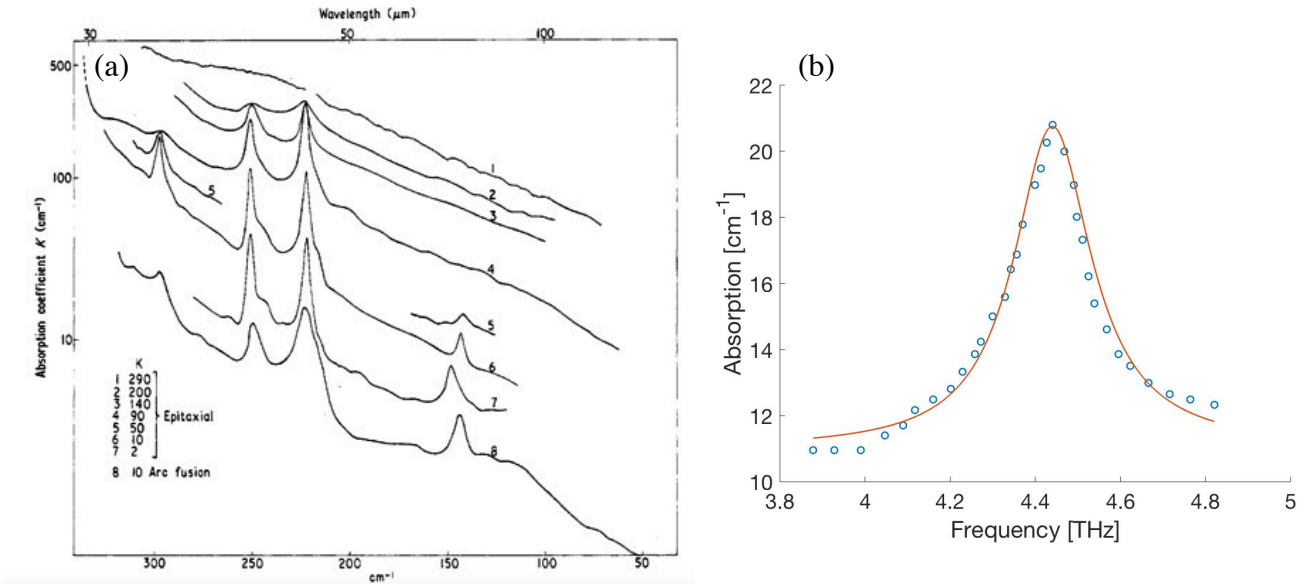 Wavelength (μm)
30 50 100
(a)
500
100
10
Absorption coefficient K (cm⁻¹)
1
2
3
4
5
5
6
7
8
K
1 290
2 200
3 140
4 90
5 50
6 10
7 2
Epitaxial
8 10 Arc fusion
300 250 200 150 100 50
cm⁻¹
(b)
22
20
18
16
14
12
10
Absorption [cm⁻¹]
3.8 4 4.2 4.4 4.6 4.8 5
Frequency [THz]